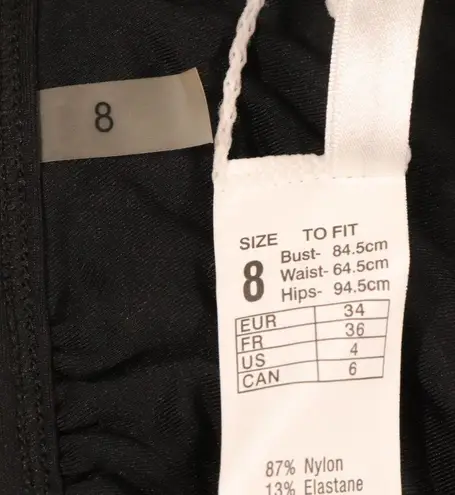 8
SIZE TO FIT
8 Bust- 84.5cm
Waist- 64.5cm
Hips- 94.5cm
EUR 34
FR 36
US 4
CAN 6
87% Nylon
13% Elastane